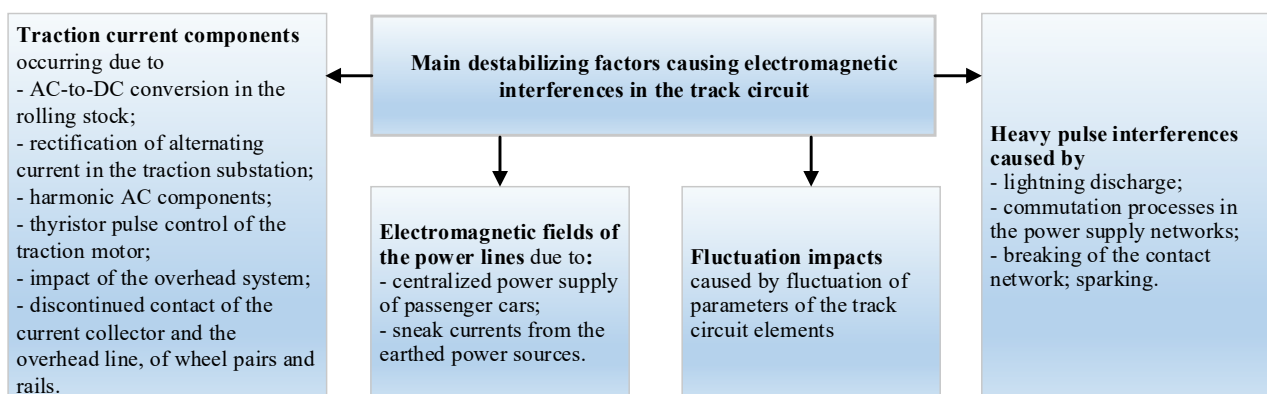 Traction current components
occurring due to
- AC-to-DC conversion in the
rolling stock;
- rectification of alternating
current in the traction substation;
- harmonic AC components;
- thyristor pulse control of the
traction motor;
- impact of the overhead system;
- discontinued contact of the
current collector and the
overhead line, of wheel pairs and
rails.
Main destabilizing factors causing electromagnetic
interferences in the track circuit
Electromagnetic fields of
the power lines due to:
- centralized power supply
of passenger cars;
- sneak currents from the
earthed power sources.
Fluctuation impacts
caused by fluctuation of
parameters of the track
circuit elements
Heavy pulse interferences
caused by
- lightning discharge;
- commutation processes in
the power supply networks;
- breaking of the contact
network; sparking.